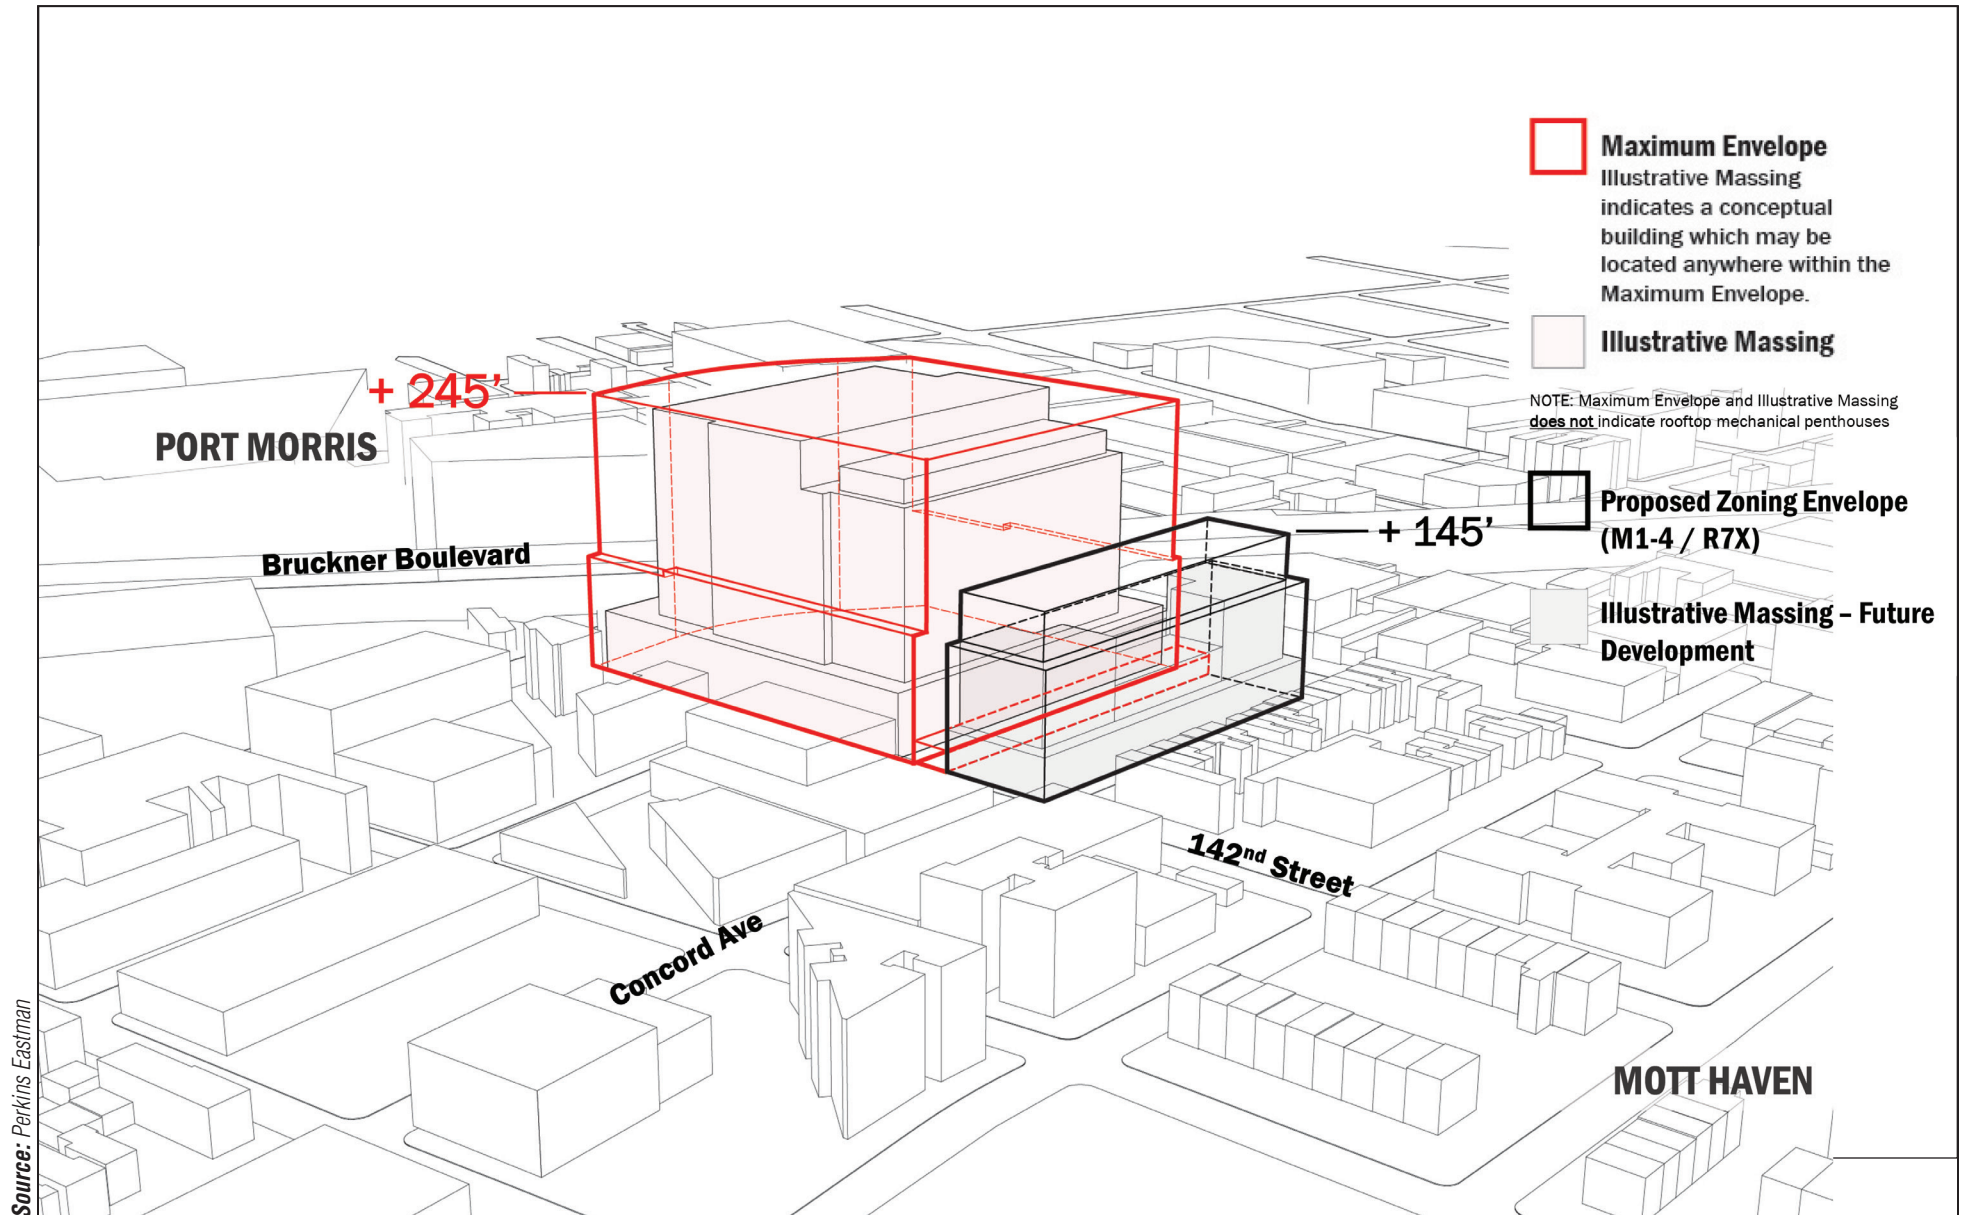 Maximum Envelope
Illustrative Massing
indicates a conceptual
building which may be
located anywhere within the
Maximum Envelope.
Illustrative Massing
NOTE: Maximum Envelope and Illustrative Massing
does not indicate rooftop mechanical penthouses
Proposed Zoning Envelope
(M1-4 / R7X)
Illustrative Massing – Future
Development
+ 245’
PORT MORRIS
+ 145’
Bruckner Boulevard
142nd Street
Concord Ave
MOTT HAVEN
Source: Perkins Eastman